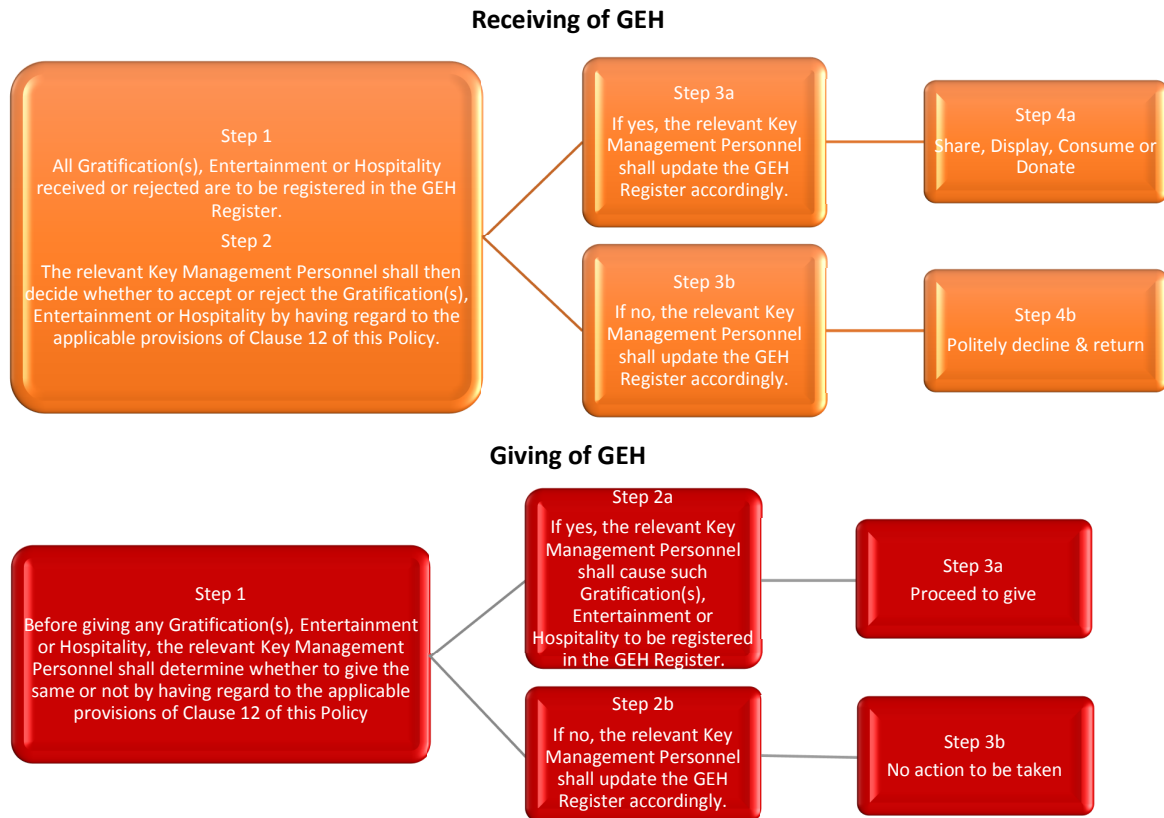 Receiving of GEH
Step 1
All Gratification(s), Entertainment or Hospitality
received or rejected are to be registered in the GEH
Register.
Step 2
The relevant Key Management Personnel shall then
decide whether to accept or reject the Gratification(s),
Entertainment or Hospitality by having regard to the
applicable provisions of Clause 12 of this Policy.
Step 3a
If yes, the relevant Key
Management Personnel
shall update the GEH
Register accordingly.
Step 4a
Share, Display, Consume or
Donate
Step 3b
If no, the relevant Key
Management Personnel
shall update the GEH
Register accordingly.
Step 4b
Politely decline & return
Giving of GEH
Step 1
Before giving any Gratification(s), Entertainment
or Hospitality, the relevant Key Management
Personnel shall determine whether to give the
same or not by having regard to the applicable
provisions of Clause 12 of this Policy
Step 2a
If yes, the relevant Key
Management Personnel
shall cause such
Gratification(s),
Entertainment or
Hospitality to be registered
in the GEH Register.
Step 3a
Proceed to give
Step 2b
If no, the relevant Key
Management Personnel
shall update the GEH
Register accordingly.
Step 3b
No action to be taken